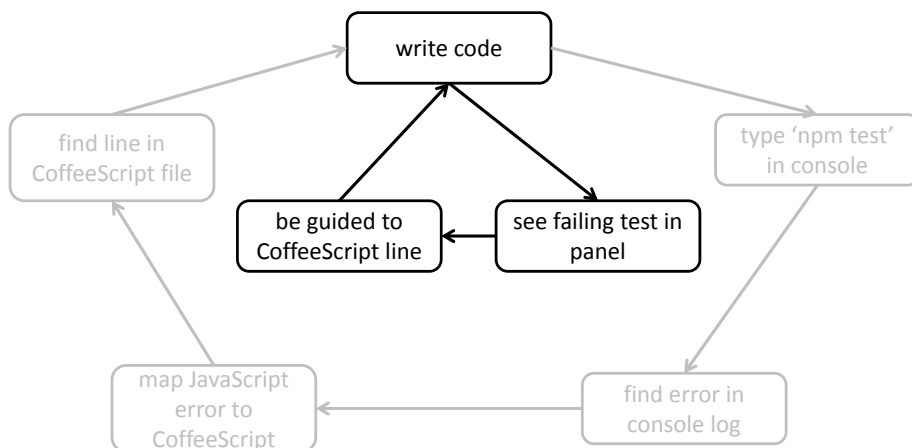 write code
find line in
CoffeeScript file
type ‘npm test’
in console
be guided to
CoffeeScript line
see failing test in
panel
map JavaScript
error to
CoffeeScript
find error in
console log